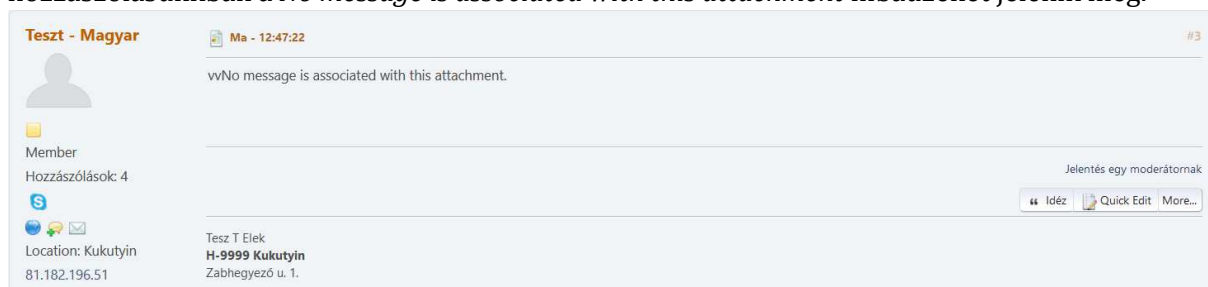 hozzászólásunkban a No message is associated with this attachment hibaüzenet jelenik meg.
Teszt - Magyar
Ma - 12:47:22
#3
vvNo message is associated with this attachment.
Member
Hozzászólások: 4
Jelentés egy moderátornak
Idéz
Quick Edit
More...
Location: Kukutyin
81.182.196.51
Tesz T Elek
H-9999 Kukutyin
Zabhegyező u. 1.